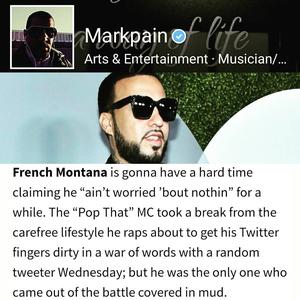 a way of life
Markpain
Arts & Entertainment · Musician/...
French Montana is gonna have a hard time
claiming he “ain’t worried ’bout nothin” for a
while. The “Pop That” MC took a break from the
carefree lifestyle he raps about to get his Twitter
fingers dirty in a war of words with a random
tweeter Wednesday; but he was the only one who
came out of the battle covered in mud.